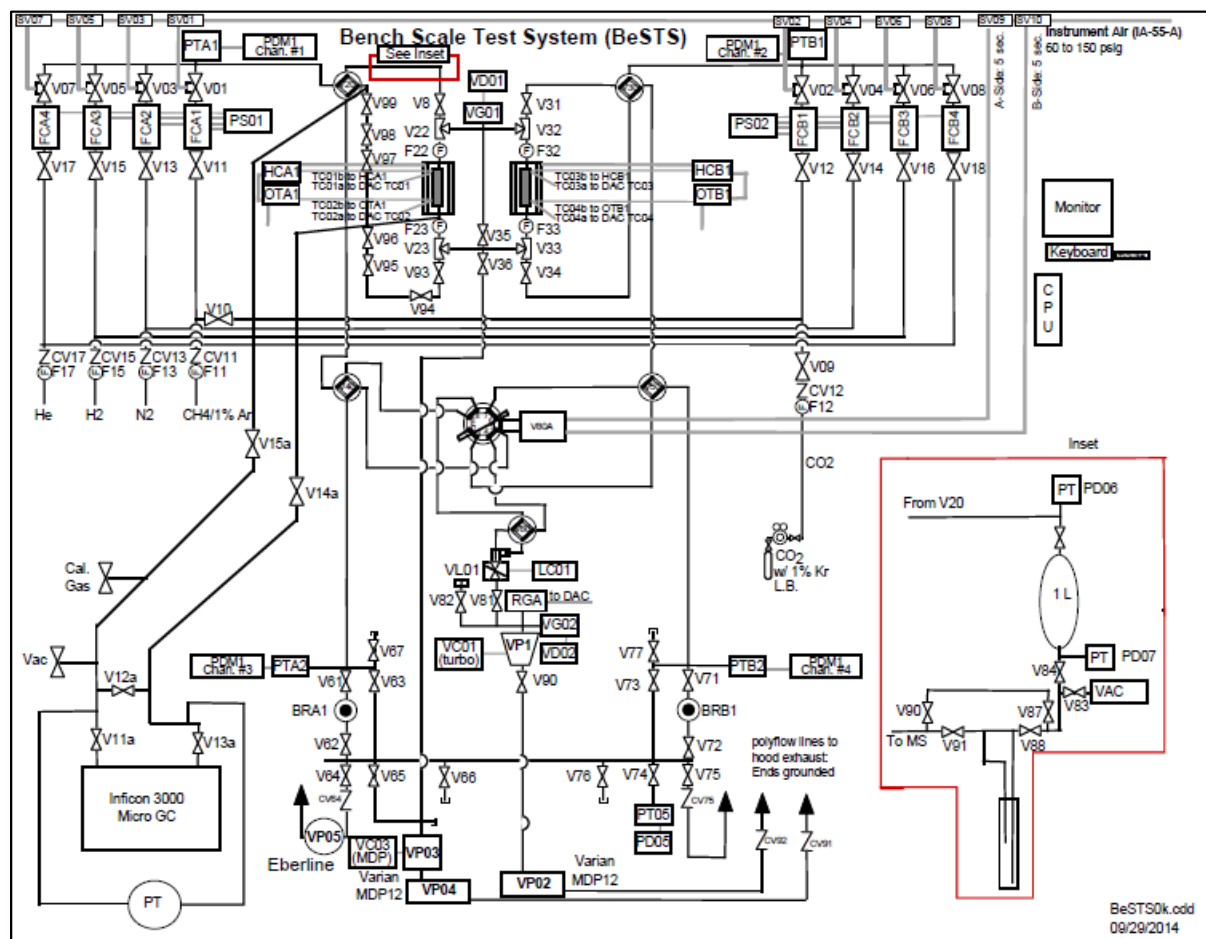 SV07 SV05 SV03 SV01
SV02 SV04 SV06 SV08 SV09 SV10
Bench Scale Test System (BeSTS)
Instrument Air (IA-55-A)
60 to 150 psig
PTA1
PDM1
Chan. #1
See Inset
PDM1
Chan. #2
PTB1
A-Side: 5 sec.
B-Side: 5 sec.
VD01
VG01
V07 V05 V03 V01
V99 V8 V31
V02 V04 V06 V08
FCA4 FCA3 FCA2 FCA1
PS01
V98 V22 V32
PS02
FCB1 FCB2 FCB3 FCB4
V17 V15 V13 V11
V97 F22 F32
V12 V14 V16 V18
HCA1
TC01b to HCA1
TC01a to DAC TC01
TC03b to HCB1
TC03a to DAC TC03
HCB1
OTA1
TC02b to OTA1
TC02a to DAC TC02
TC04b to OTB1
TC04a to DAC TC04
OTB1
F F
F F
F23 F33
V96 V23 V35 V33
V95 V93 V36 V34
V94
Monitor
Keyboard
C
P
U
V10
CV17 CV15 CV13 CV11
F17 F15 F13 F11
He H2 N2 CH4/1% Ar
V09
CV12
F12
CO2
V80A
V15a
V14a
CO2
w/ 1% Kr
L.B.
Cal.
Gas
VL01 LC01
V82 V81 RGA to DAC
VG02
VD02
VC01
(turbo)
VP1
V90
Vac
V12a
V11a V13a
PDM1
Chan. #3
PTA2
V67
V61 V63
BRA1
V62
V64 V65 V66
CV64
V77
V73 V71
PTB2
PDM1
Chan. #4
BRB1
V72
V76 V74 V75
CV75
PT05
PD05
polyflow lines to
hood exhaust:
Ends grounded
CV92 CV91
Inficon 3000
Micro GC
PT
VP05
Eberline
VC03
(MDP)
VP03
Varian
MDP12
VP04
VP02
Varian
MDP12
Inset
PT PD06
From V20
1 L
PT PD07
V84
V83 VAC
V90 V87
To MS V91 V88
BeSTS0k.cdd
09/29/2014